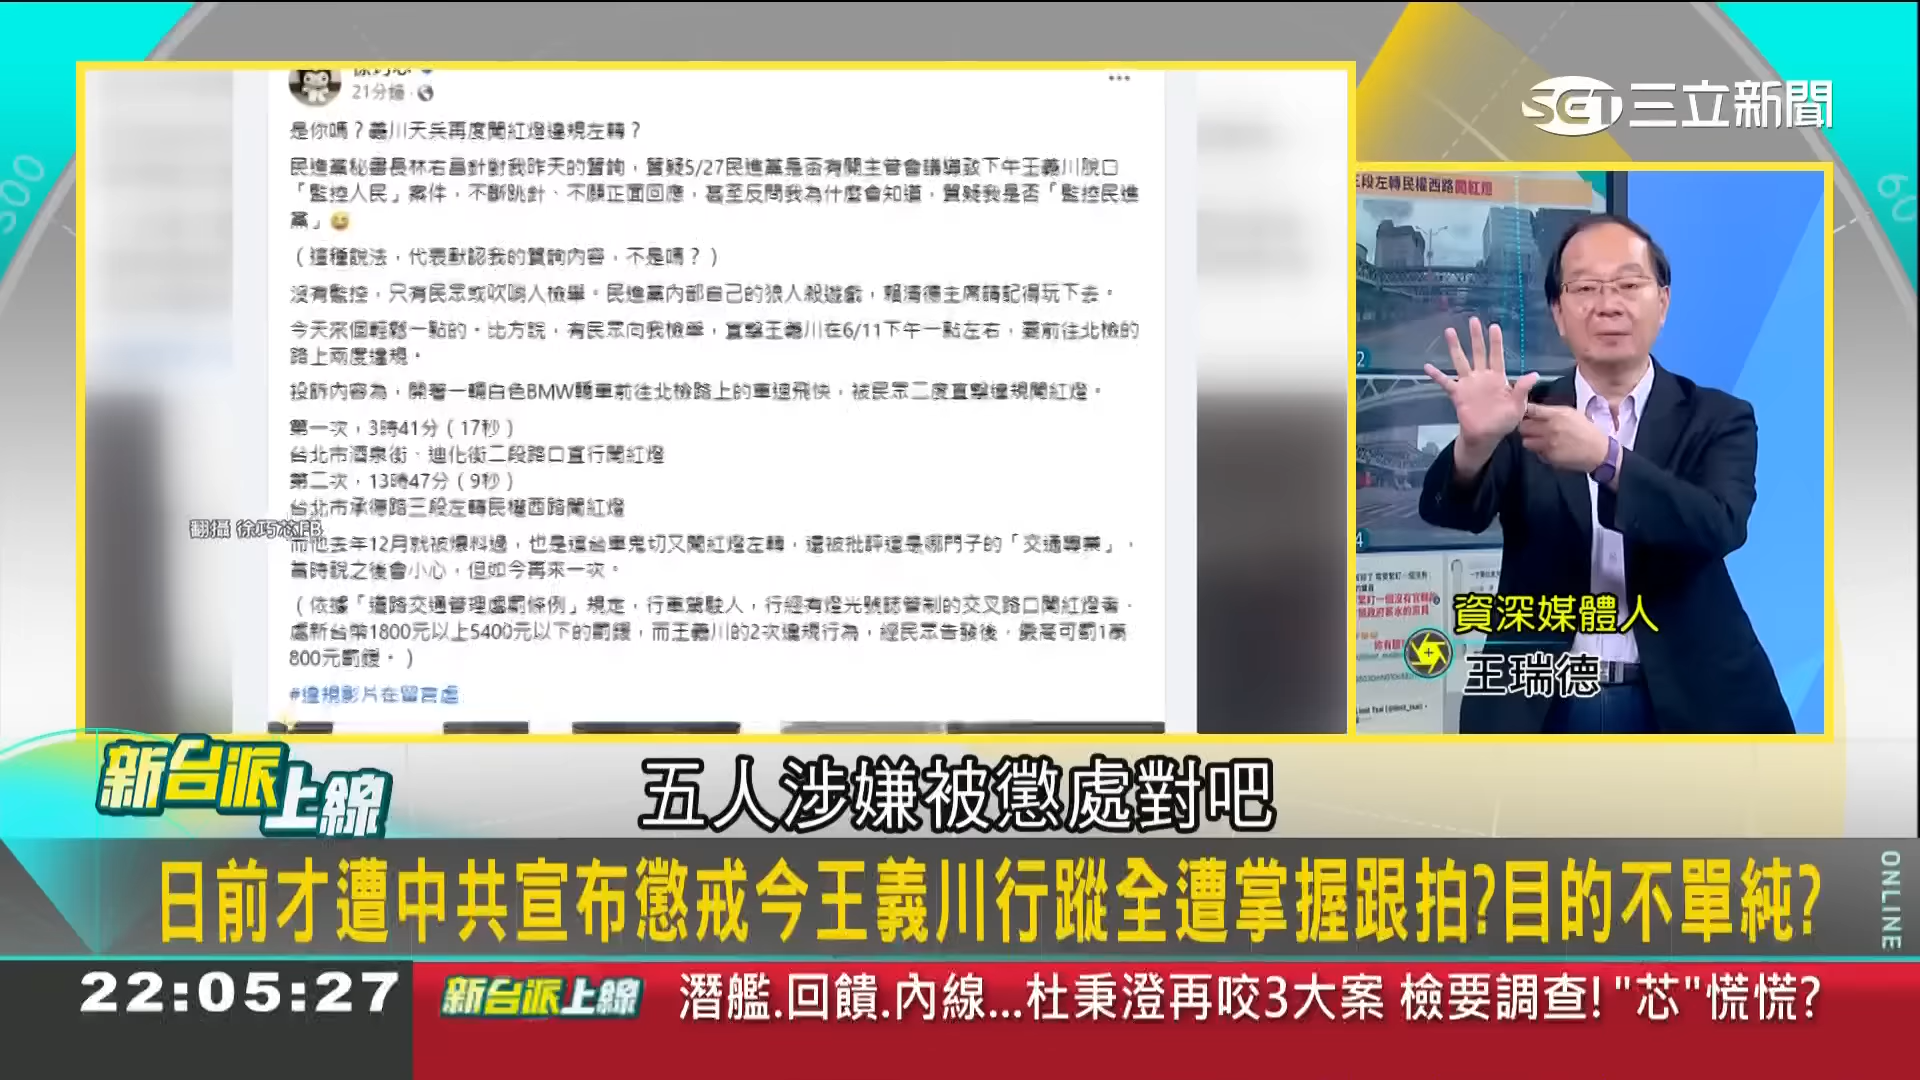 SET三立新聞
徐巧芯
21分鐘
是你嗎？義川天兵再度闖紅燈違規左轉？
民進黨秘書長林右昌針對我昨天的質詢，質疑5/27民進黨是否有開主管會議導致下午王義川脫口
「監控人民」案件，不斷跳針、不願正面回應，甚至反問我為什麼會知道，質疑我是否「監控民進
黨」😆
（這種說法，代表默認我的質詢內容，不是嗎？）
沒有監控，只有民眾或吹哨人檢舉。民進黨內部自己的狼人殺遊戲，賴清德主席請記得玩下去。
今天來個輕鬆一點的。比方說，有民眾向我檢舉，直擊王義川在6/11下午一點左右，要前往北檢的
路上兩度違規。
投訴內容為，開著一輛白色BMW轎車前往北檢路上的車速飛快，被民眾二度直擊違規闖紅燈。
第一次，3時41分（17秒）
台北市酒泉街、迪化街二段路口直行闖紅燈
第二次，13時47分（9秒）
台北市承德路三段左轉民權西路闖紅燈
翻攝 徐巧芯FB
而他去年12月就被爆料過，也是這台車鬼切又闖紅燈左轉，還被批評這是哪門子的「交通專業」，
當時說之後會小心，但如今再來一次。
（依據「道路交通管理處罰條例」規定，行車駕駛人，行經有燈光號誌管制的交叉路口闖紅燈者，
處新台幣1800元以上5400元以下的罰鍰，而王義川的2次違規行為，經民眾告發後，最高可罰1萬
800元罰鍰。）
#違規影片在留言處
三段左轉民權西路闖紅燈
2
4
資深媒體人
王瑞德
新台派上線
五人涉嫌被懲處對吧
日前才遭中共宣布懲戒今王義川行蹤全遭掌握跟拍?目的不單純?
ONLINE
22:05:27
新台派上線
潛艦.回饋.內線...杜秉澄再咬3大案 檢要調查!"芯"慌慌?